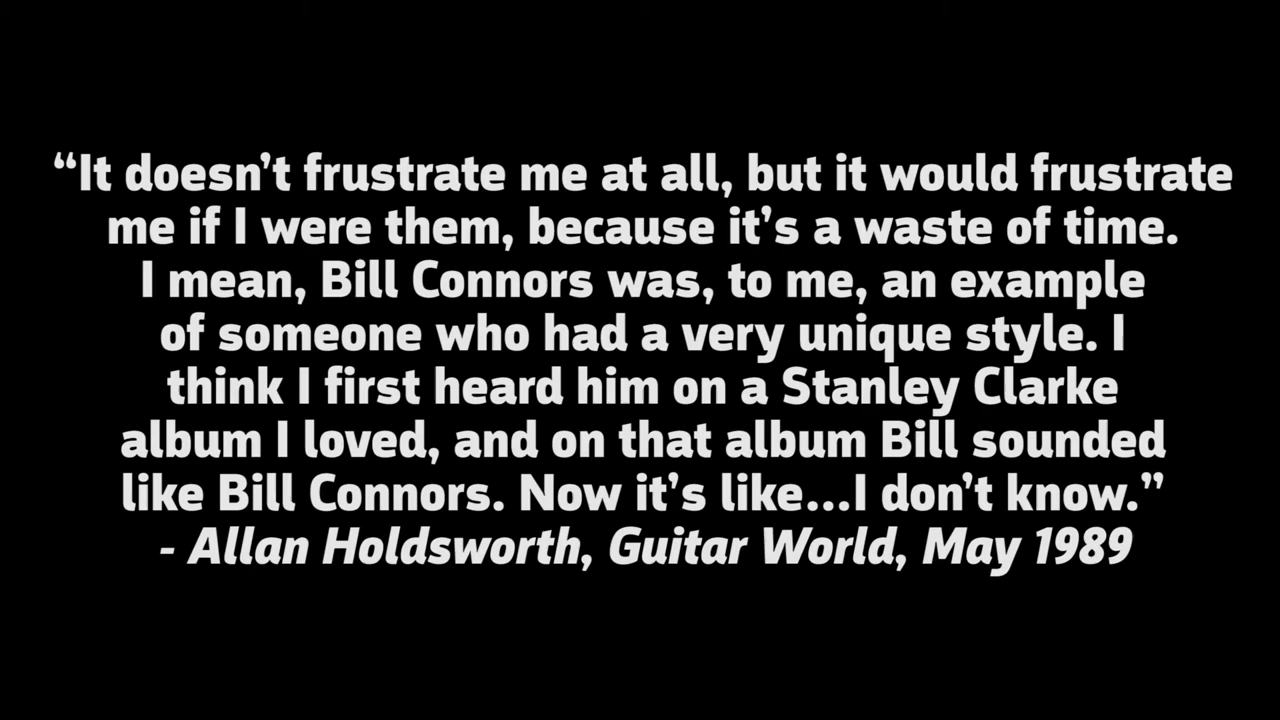 “It doesn’t frustrate me at all, but it would frustrate
me if I were them, because it’s a waste of time.
I mean, Bill Connors was, to me, an example
of someone who had a very unique style. I
think I first heard him on a Stanley Clarke
album I loved, and on that album Bill sounded
like Bill Connors. Now it’s like...I don’t know.”
- Allan Holdsworth, Guitar World, May 1989